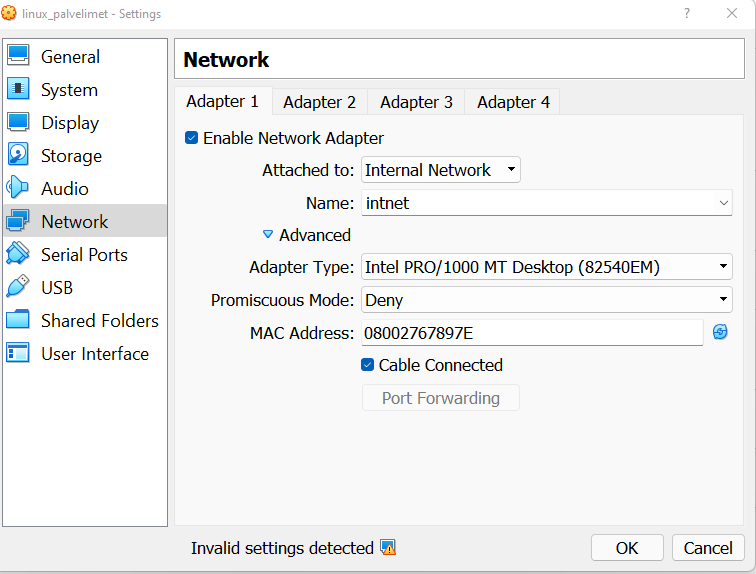 linux_palvelimet - Settings ?
General
System
Display
Storage
Audio
Network
Serial Ports
USB
Shared Folders
User Interface
Network
Adapter 1 Adapter 2 Adapter 3 Adapter 4
Enable Network Adapter
Attached to: Internal Network
Name: intnet
Advanced
Adapter Type: Intel PRO/1000 MT Desktop (82540EM)
Promiscuous Mode: Deny
MAC Address: 08002767897E
Cable Connected
Port Forwarding
Invalid settings detected OK Cancel